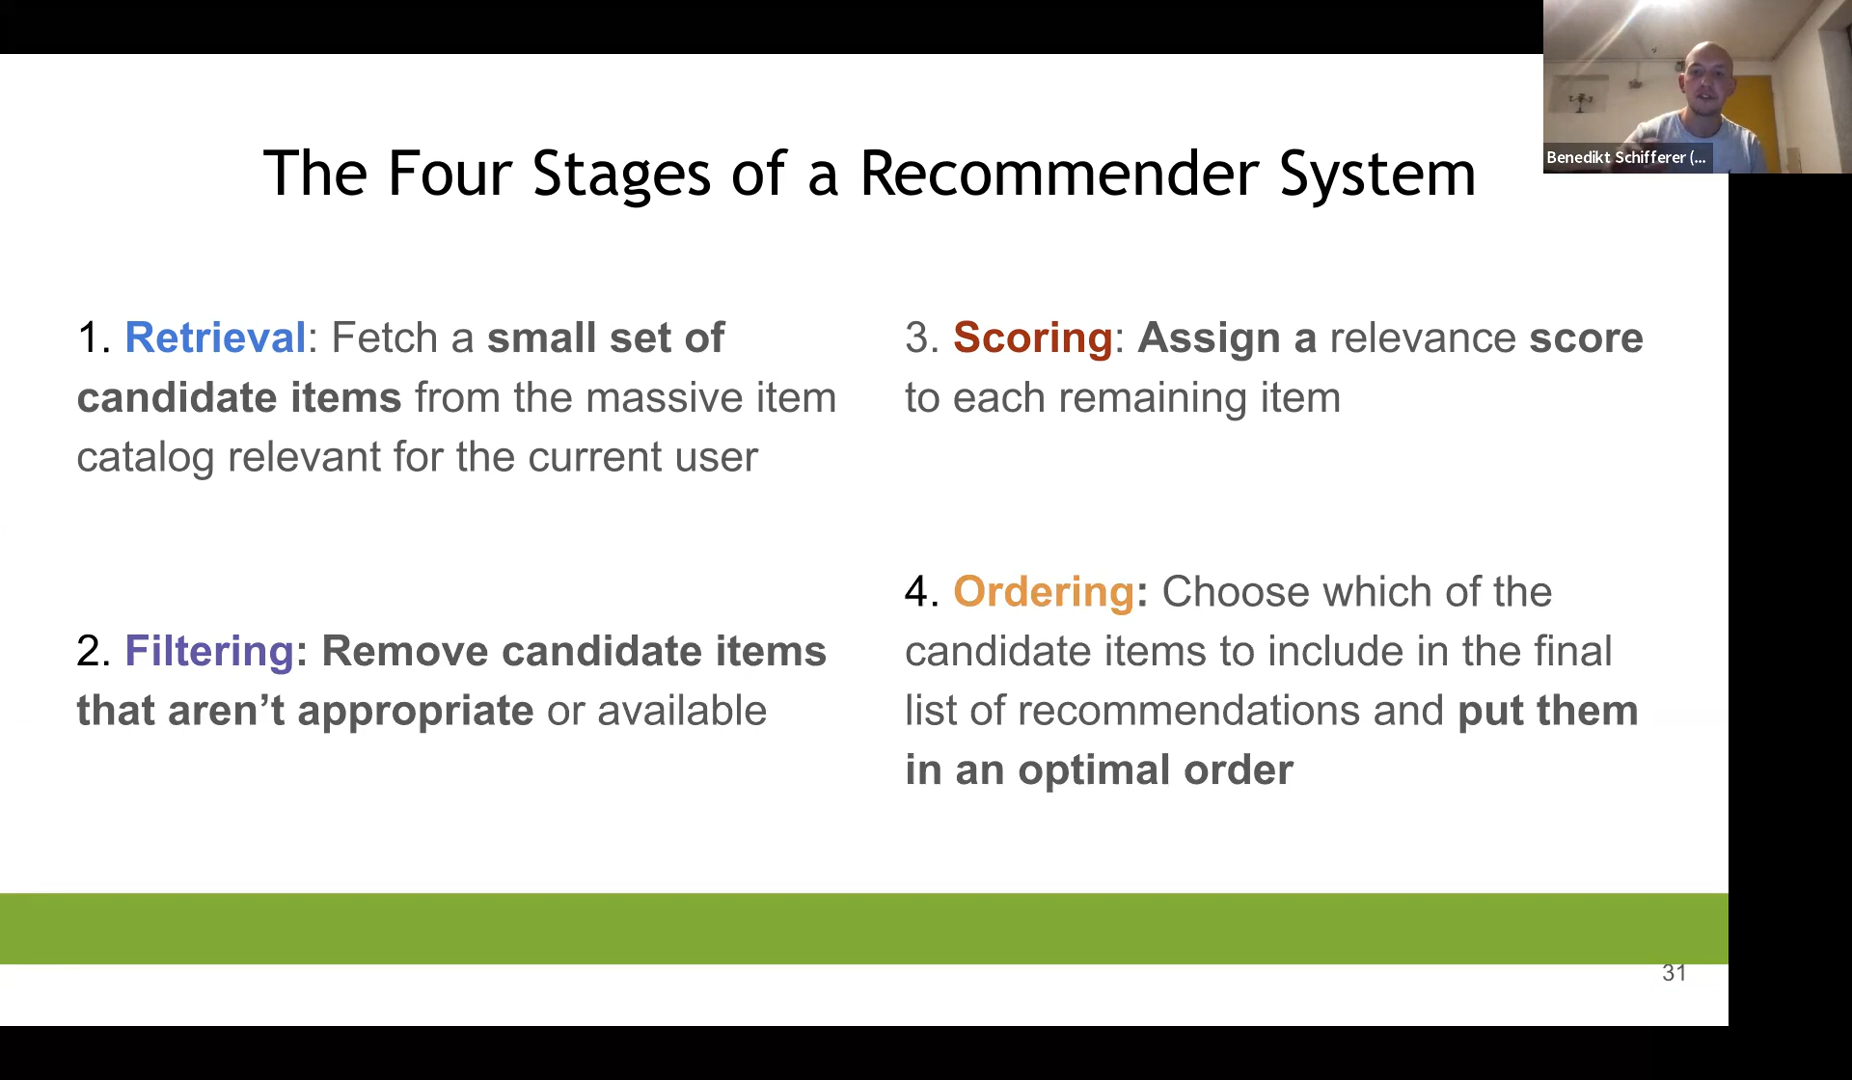 The Four Stages of a Recommender System
Benedikt Schifferer (...
1. Retrieval: Fetch a small set of
candidate items from the massive item
catalog relevant for the current user
2. Filtering: Remove candidate items
that aren’t appropriate or available
3. Scoring: Assign a relevance score
to each remaining item
4. Ordering: Choose which of the
candidate items to include in the final
list of recommendations and put them
in an optimal order
31